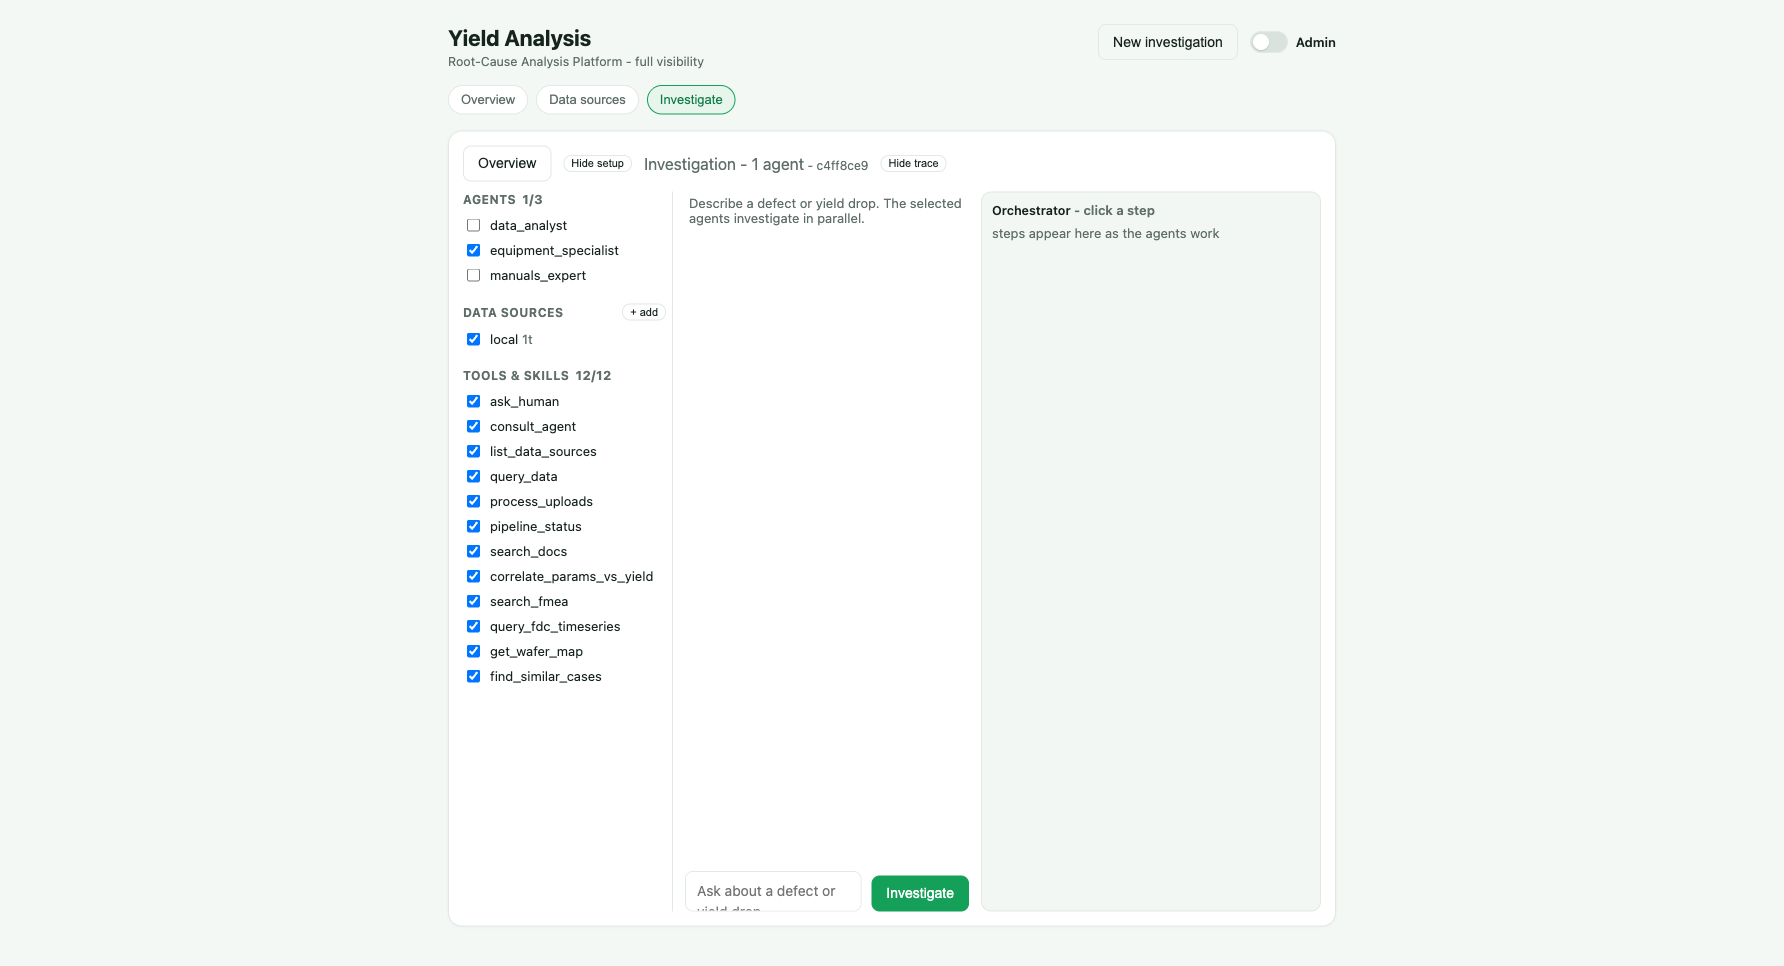 Yield Analysis
Root-Cause Analysis Platform - full visibility
New investigation
Admin
Overview
Data sources
Investigate
Overview
Hide setup
Investigation - 1 agent - c4ff8ce9
Hide trace
AGENTS 1/3
data_analyst
equipment_specialist
manuals_expert
DATA SOURCES
+ add
local 1t
TOOLS & SKILLS 12/12
ask_human
consult_agent
list_data_sources
query_data
process_uploads
pipeline_status
search_docs
correlate_params_vs_yield
search_fmea
query_fdc_timeseries
get_wafer_map
find_similar_cases
Describe a defect or yield drop. The selected
agents investigate in parallel.
Ask about a defect or
yield drop
Investigate
Orchestrator - click a step
steps appear here as the agents work